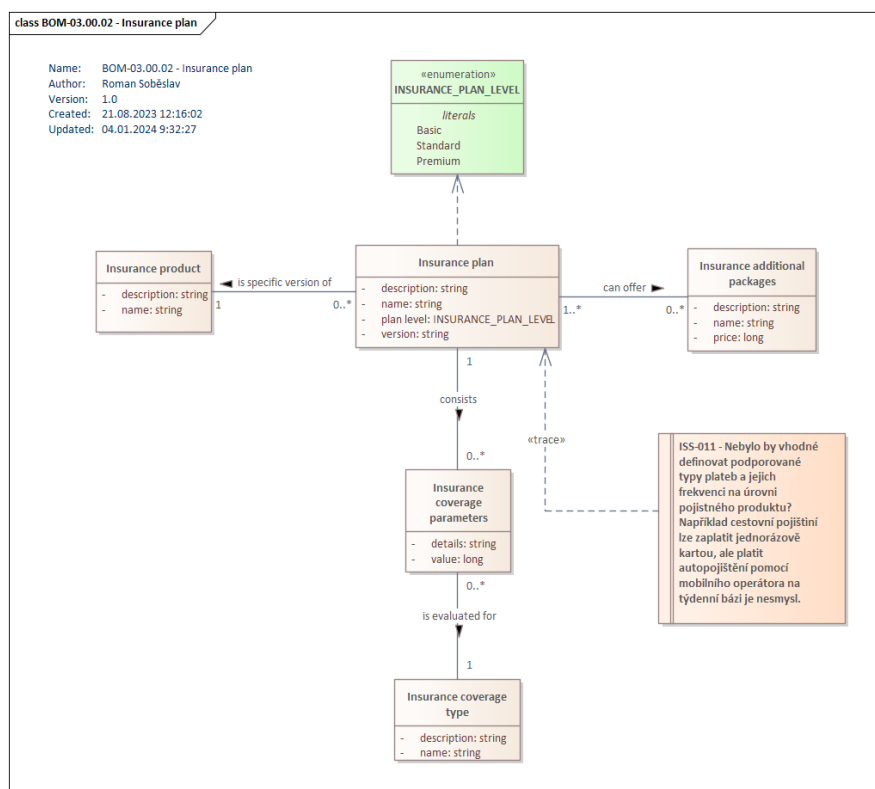 class BOM-03.00.02 - Insurance plan
Name: BOM-03.00.02 - Insurance plan
Author: Roman Soběslav
Version: 1.0
Created: 21.08.2023 12:16:02
Updated: 04.01.2024 9:32:27
«enumeration»
INSURANCE_PLAN_LEVEL
literals
Basic
Standard
Premium
Insurance product
- description: string
- name: string
is specific version of
1
0..*
Insurance plan
- description: string
- name: string
- plan level: INSURANCE_PLAN_LEVEL
- version: string
can offer
1..*
0..*
Insurance additional
packages
- description: string
- name: string
- price: long
1
consists
0..*
«trace»
ISS-011 - Nebylo by vhodné
definovat podporované
typy plateb a jejich
frekvenci na úrovni
pojistného produktu?
Například cestovní pojištiní
lze zaplatit jednorázově
kartou, ale platit
autopojištění pomocí
mobilního operátora na
týdenní bázi je nesmysl.
Insurance
coverage
parameters
- details: string
- value: long
0..*
is evaluated for
1
Insurance coverage
type
- description: string
- name: string